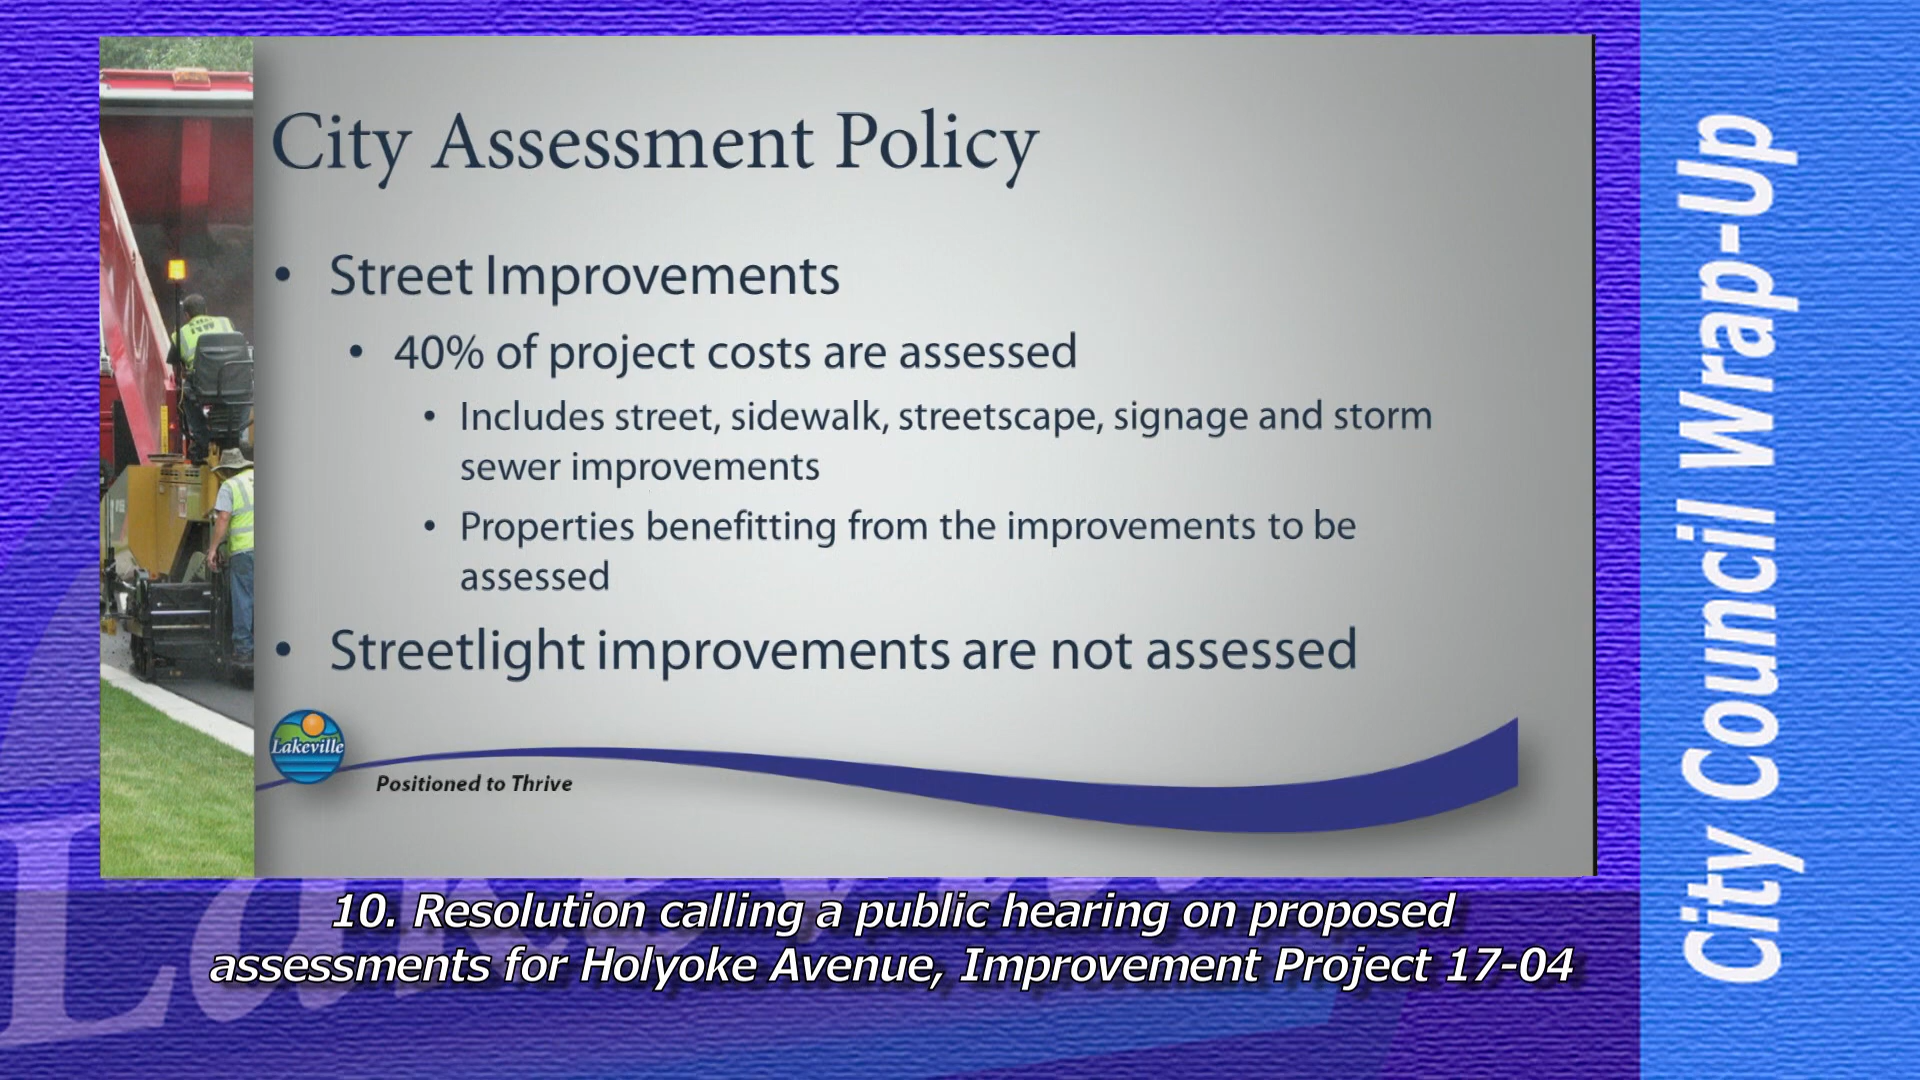 City Assessment Policy
• Street Improvements
• 40% of project costs are assessed
• Includes street, sidewalk, streetscape, signage and storm
sewer improvements
• Properties benefitting from the improvements to be
assessed
• Streetlight improvements are not assessed
Lakeville
Positioned to Thrive
10. Resolution calling a public hearing on proposed
assessments for Holyoke Avenue, Improvement Project 17-04
City Council Wrap-Up